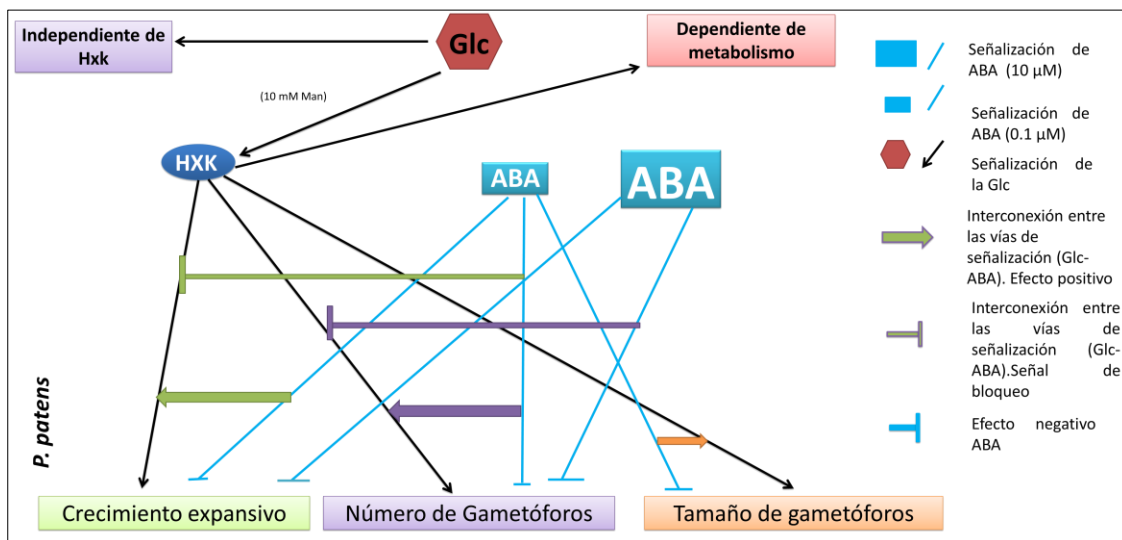 Independiente de
Hxk
Glc
Dependiente de
metabolismo
(10 mM Man)
HXK
ABA
ABA
P. patens
Crecimiento expansivo
Número de Gametóforos
Tamaño de gametóforos
Señalización de
ABA (10 µM)
Señalización de
ABA (0.1 µM)
Señalización de
la Glc
Interconexión entre
las vías de
señalización (Glc-
ABA). Efecto positivo
Interconexión entre
las vías de
señalización (Glc-
ABA).Señal de
bloqueo
Efecto negativo
ABA